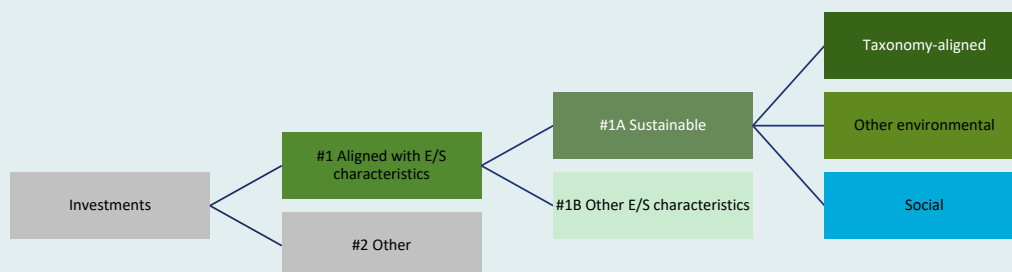 Investments
#1 Aligned with E/S
characteristics
#2 Other
#1A Sustainable
#1B Other E/S characteristics
Taxonomy-aligned
Other environmental
Social